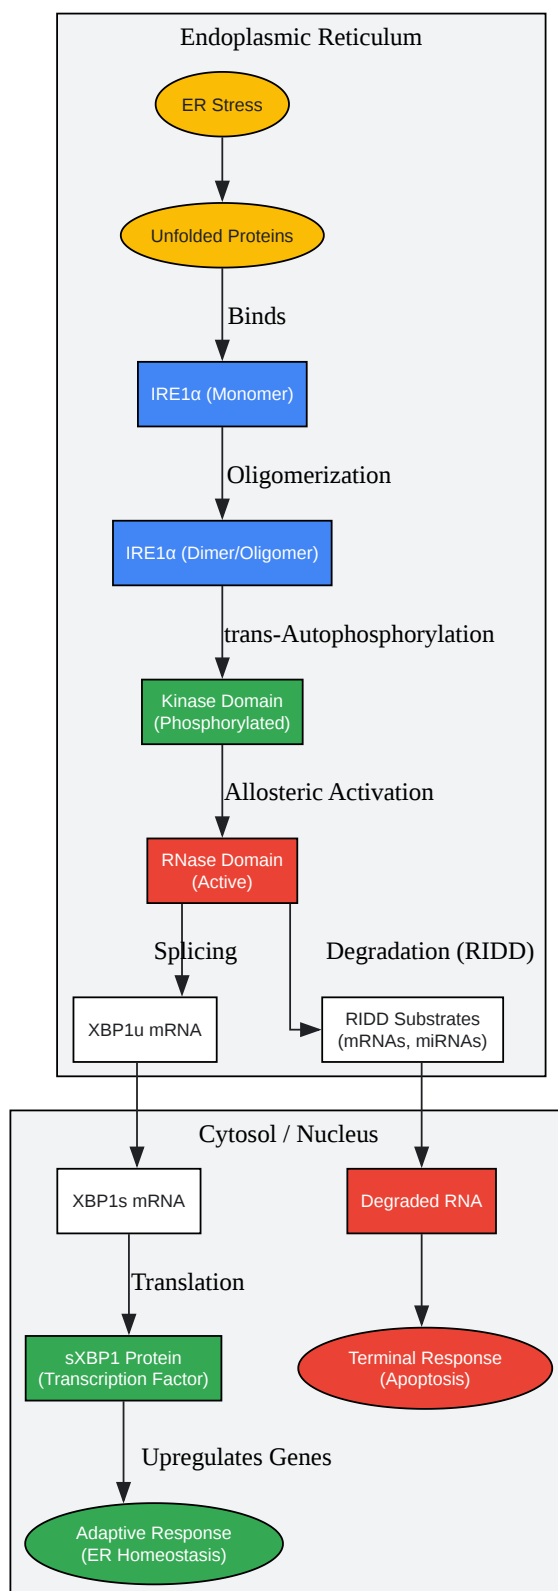 Endoplasmic Reticulum
ER Stress
Unfolded Proteins
Binds
IRE1α (Monomer)
Oligomerization
IRE1α (Dimer/Oligomer)
trans-Autophosphorylation
Kinase Domain
(Phosphorylated)
Allosteric Activation
RNase Domain
(Active)
Splicing
Degradation (RIDD)
XBP1u mRNA
RIDD Substrates
(mRNAs, miRNAs)
Cytosol / Nucleus
XBP1s mRNA
Degraded RNA
Translation
sXBP1 Protein
(Transcription Factor)
Terminal Response
(Apoptosis)
Upregulates Genes
Adaptive Response
(ER Homeostasis)